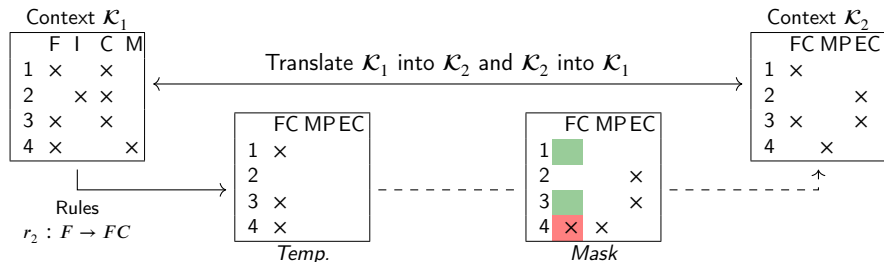 Context 𝒦₁
F I C M
1 × ×
2 × ×
3 × ×
4 × ×
Translate 𝒦₁ into 𝒦₂ and 𝒦₂ into 𝒦₁
Context 𝒦₂
FC MP EC
1 ×
2 ×
3 × ×
4 ×
Rules
r₂ : F → FC
FC MP EC
1 ×
2
3 ×
4 ×
Temp.
FC MP EC
1
2 ×
3 ×
4 × ×
Mask